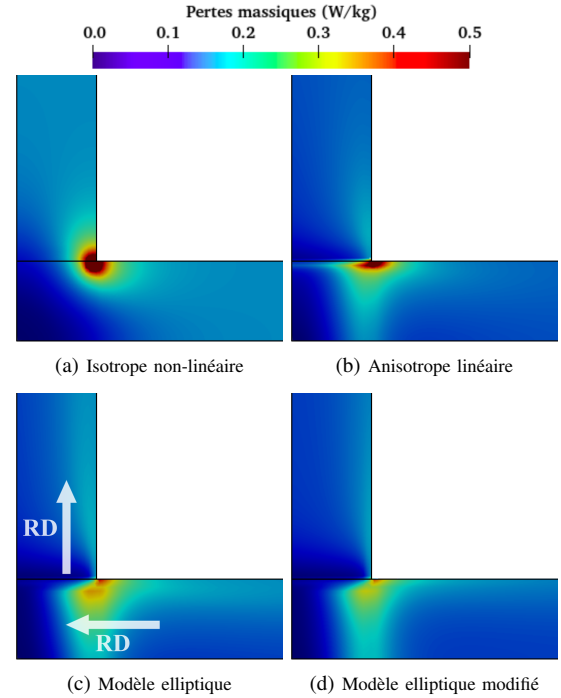 Pertes massiques (W/kg)
0.0 0.1 0.2 0.3 0.4 0.5
(a) Isotrope non-linéaire
(b) Anisotrope linéaire
RD
RD
(c) Modèle elliptique
(d) Modèle elliptique modifié